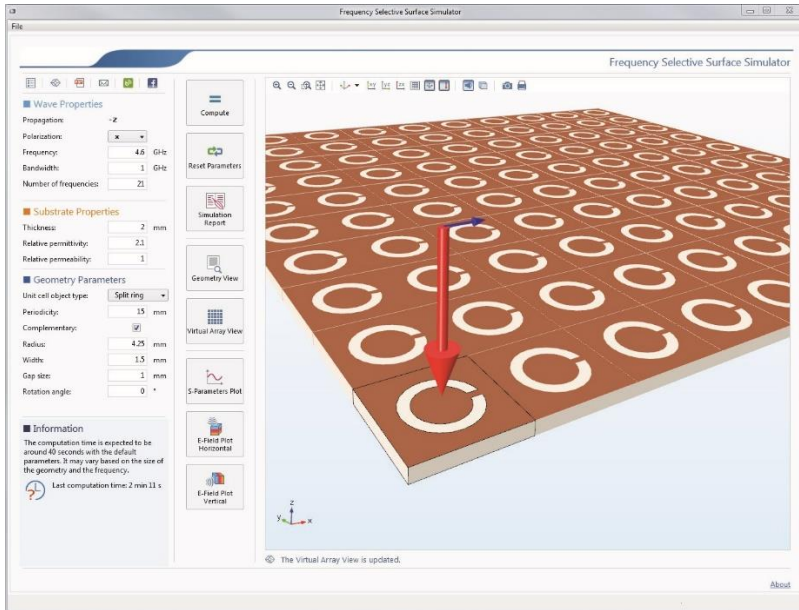 Frequency Selective Surface Simulator
File
Frequency Selective Surface Simulator
Wave Properties
Propagation: -z
Polarization: x
Frequency: 4.6 GHz
Bandwidth: 1 GHz
Number of frequencies: 21
Substrate Properties
Thickness: 2 mm
Relative permittivity: 2.1
Relative permeability: 1
Geometry Parameters
Unit cell object type: Split ring
Periodicity: 15 mm
Complementary:
Radius: 4.25 mm
Width: 1.5 mm
Gap size: 1 mm
Rotation angle: 0 °
Information
The computation time is expected to be
around 40 seconds with the default
parameters. It may vary based on the size of
the geometry and the frequency.
Last computation time: 2 min 11 s
Compute
Reset Parameters
Simulation
Report
Geometry View
Virtual Array View
S-Parameters Plot
E-Field Plot
Horizontal
E-Field Plot
Vertical
z
y
x
The Virtual Array View is updated.
About